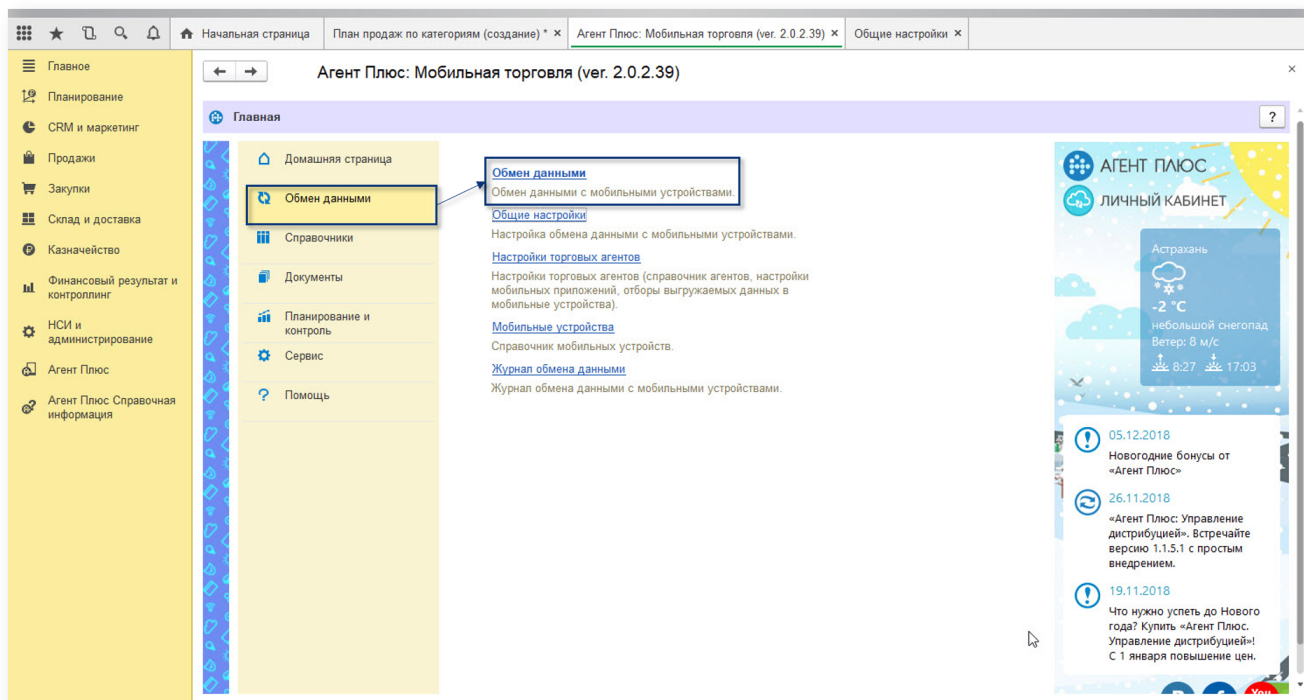 Начальная страница
План продаж по категориям (создание) * ×
Агент Плюс: Мобильная торговля (ver. 2.0.2.39) ×
Общие настройки ×
Главное
Планирование
CRM и маркетинг
Продажи
Закупки
Склад и доставка
Казначейство
Финансовый результат и
контроллинг
НСИ и
администрирование
Агент Плюс
Агент Плюс Справочная
информация
Агент Плюс: Мобильная торговля (ver. 2.0.2.39)
×
Главная
?
Домашняя страница
Обмен данными
Справочники
Документы
Планирование и
контроль
Сервис
? Помощь
Обмен данными
Обмен данными с мобильными устройствами.
Общие настройки
Настройка обмена данными с мобильными устройствами.
Настройки торговых агентов
Настройки торговых агентов (справочник агентов, настройки
мобильных приложений, отборы выгружаемых данных в
мобильные устройства).
Мобильные устройства
Справочник мобильных устройств.
Журнал обмена данными
Журнал обмена данными с мобильными устройствами.
АГЕНТ ПЛЮС
ЛИЧНЫЙ КАБИНЕТ
Астрахань
-2 °C
небольшой снегопад
Ветер: 8 м/с
8:27 17:03
05.12.2018
Новогодние бонусы от
«Агент Плюс»
26.11.2018
«Агент Плюс: Управление
дистрибуцией». Встречайте
версию 1.1.5.1 с простым
внедрением.
19.11.2018
Что нужно успеть до Нового
года? Купить «Агент Плюс.
Управление дистрибуцией»!
С 1 января повышение цен.
You